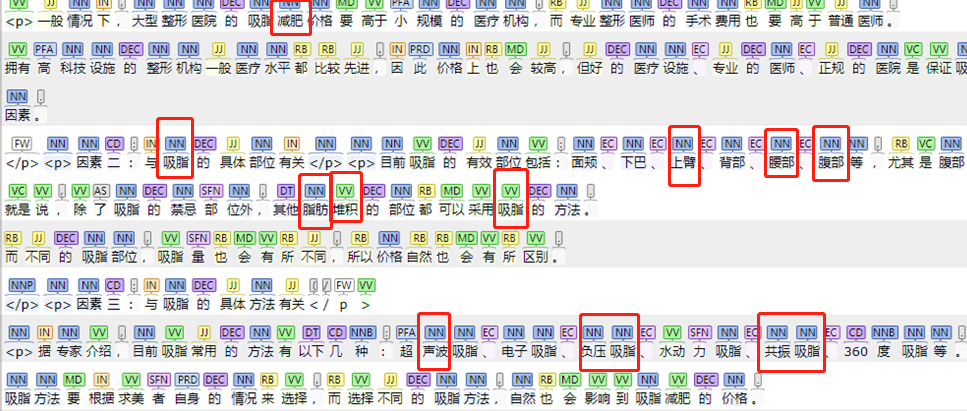 <p> 一般 情况 下 , 大型 整形 医院 的 吸脂 减肥 价格 要 高于 小 规模 的 医疗 机构 , 而 专业 整形 医师 的 手术 费用 也 要 高于 普通 医师 。
VV PFA NN NN DEC NN NN JJ NN NN RB RB JJ , IN PRD NN IN RB MD JJ , JJ DEC NN NN EC JJ DEC NN EC JJ DEC NN VC VV
拥有 高 科技 设施 的 整形 机构 一般 医疗 水平 都 比较 先进 , 因 此 价格 上 也 会 较高 , 但好 的 医疗 设施 、 专业 的 医师 、 正规 的 医院 是 保证 吸
NN .
因素 。
FW NN NN CD : IN NN DEC JJ NN NN IN NN NN NN VV DEC JJ NN VV : NN EC NN EC NN EC NN EC NN EC NN NN , RB VC NN
</p> <p> 因素 二 : 与 吸脂 的 具体 部位 有关 </p> <p> 目前 吸脂 的 有效 部位 包括 : 面颊 、 下巴 、 上臂 、 背部 、 腰部 、 腹部 等 , 尤其 是 腹部
VC VV , VV AS NN DEC NN SFN NN , DT NN VV DEC NN RB MD VV VV DEC NN .
就是 说 , 除 了 吸脂 的 禁忌 部 位外 , 其他 脂肪 堆积 的 部位 都 可以 采用 吸脂 的 方法 。
RB JJ DEC NN NN , VV SFN RB MD VV RB JJ , RB NN RB RB MD VV RB VV .
而 不同 的 吸脂 部位 , 吸脂 量 也 会 有 所 不同 , 所以 价格 自然 也 会 有 所 区别 。
NNP NN NN CD : IN NN DEC JJ NN JJ ( / FW VV
</p> <p> 因素 三 : 与 吸脂 的 具体 方法 有关 < / p >
NN IN NN VV , NN VV JJ DEC NN VV DT CD NNB : PFA NN NN EC NN NN EC NN NN EC VV SFN NN EC NN NN EC CD NNB NN NN .
<p> 据 专家 介绍 , 目前 吸脂 常用 的 方法 有 以下 几 种 : 超 声波 吸脂 、 电子 吸脂 、 负压 吸脂 、 水动 力 吸脂 、 共振 吸脂 、 360 度 吸脂 等 。
NN NN MD IN VV SFN PRD DEC NN RB VV , RB VV JJ DEC NN NN , RB RB MD VV VV NN NN DEC NN .
吸脂 方法 要 根据 求美 者 自身 的 情况 来 选择 , 而 选择 不同 的 吸脂 方法 , 自然 也 会 影响 到 吸脂 减肥 的 价格 。